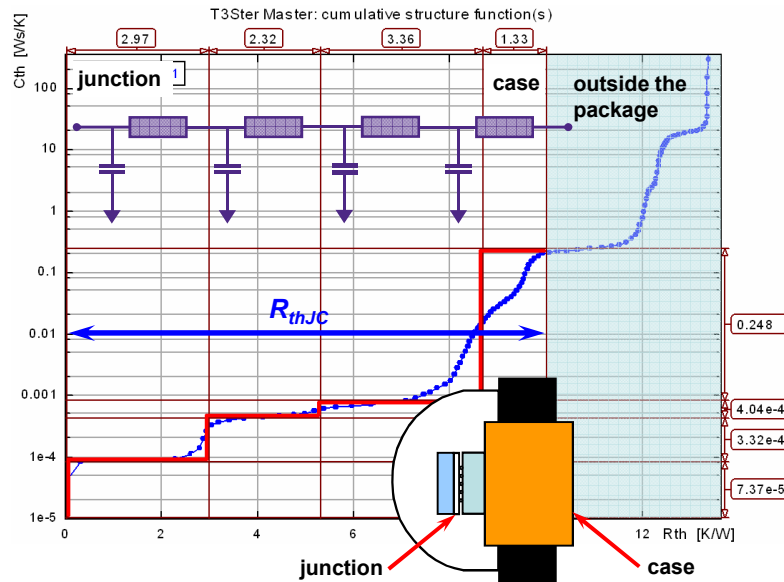 T3Ster Master: cumulative structure function(s)
Cth [Ws/K]
2.97
2.32
3.36
1.33
junction
1
case
outside the
package
100
10
1
0.1
0.01
0.001
1e-4
1e-5
RthJC
0.248
4.04e-4
3.32e-4
7.37e-5
0
2
4
6
12
Rth [K/W]
junction
case